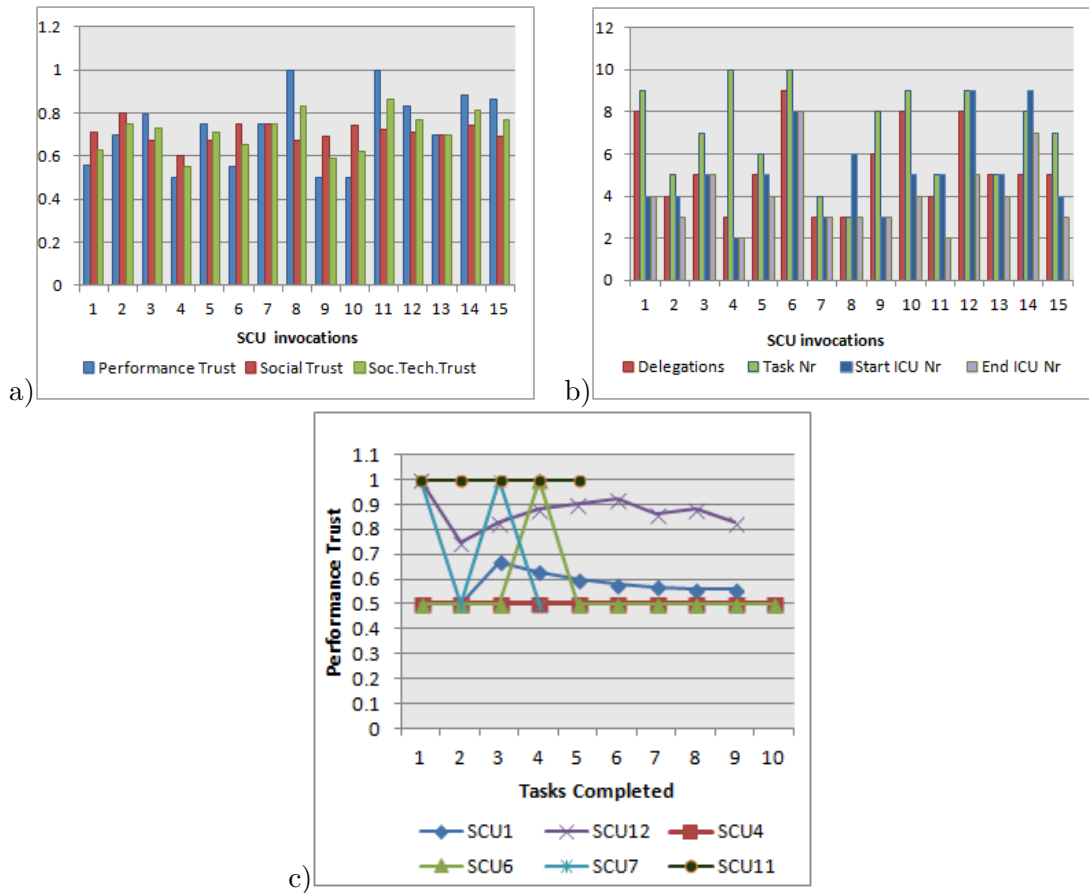 1.2
1
0.8
0.6
0.4
0.2
0
1 2 3 4 5 6 7 8 9 10 11 12 13 14 15
SCU invocations
Performance Trust Social Trust Soc.Tech.Trust
a)
12
10
8
6
4
2
0
1 2 3 4 5 6 7 8 9 10 11 12 13 14 15
SCU invocations
Delegations Task Nr Start ICU Nr End ICU Nr
b)
Performance Trust
1.1
1
0.9
0.8
0.7
0.6
0.5
0.4
0.3
0.2
0.1
0
1 2 3 4 5 6 7 8 9 10
Tasks Completed
SCU1 SCU12 SCU4
SCU6 SCU7 SCU11
c)